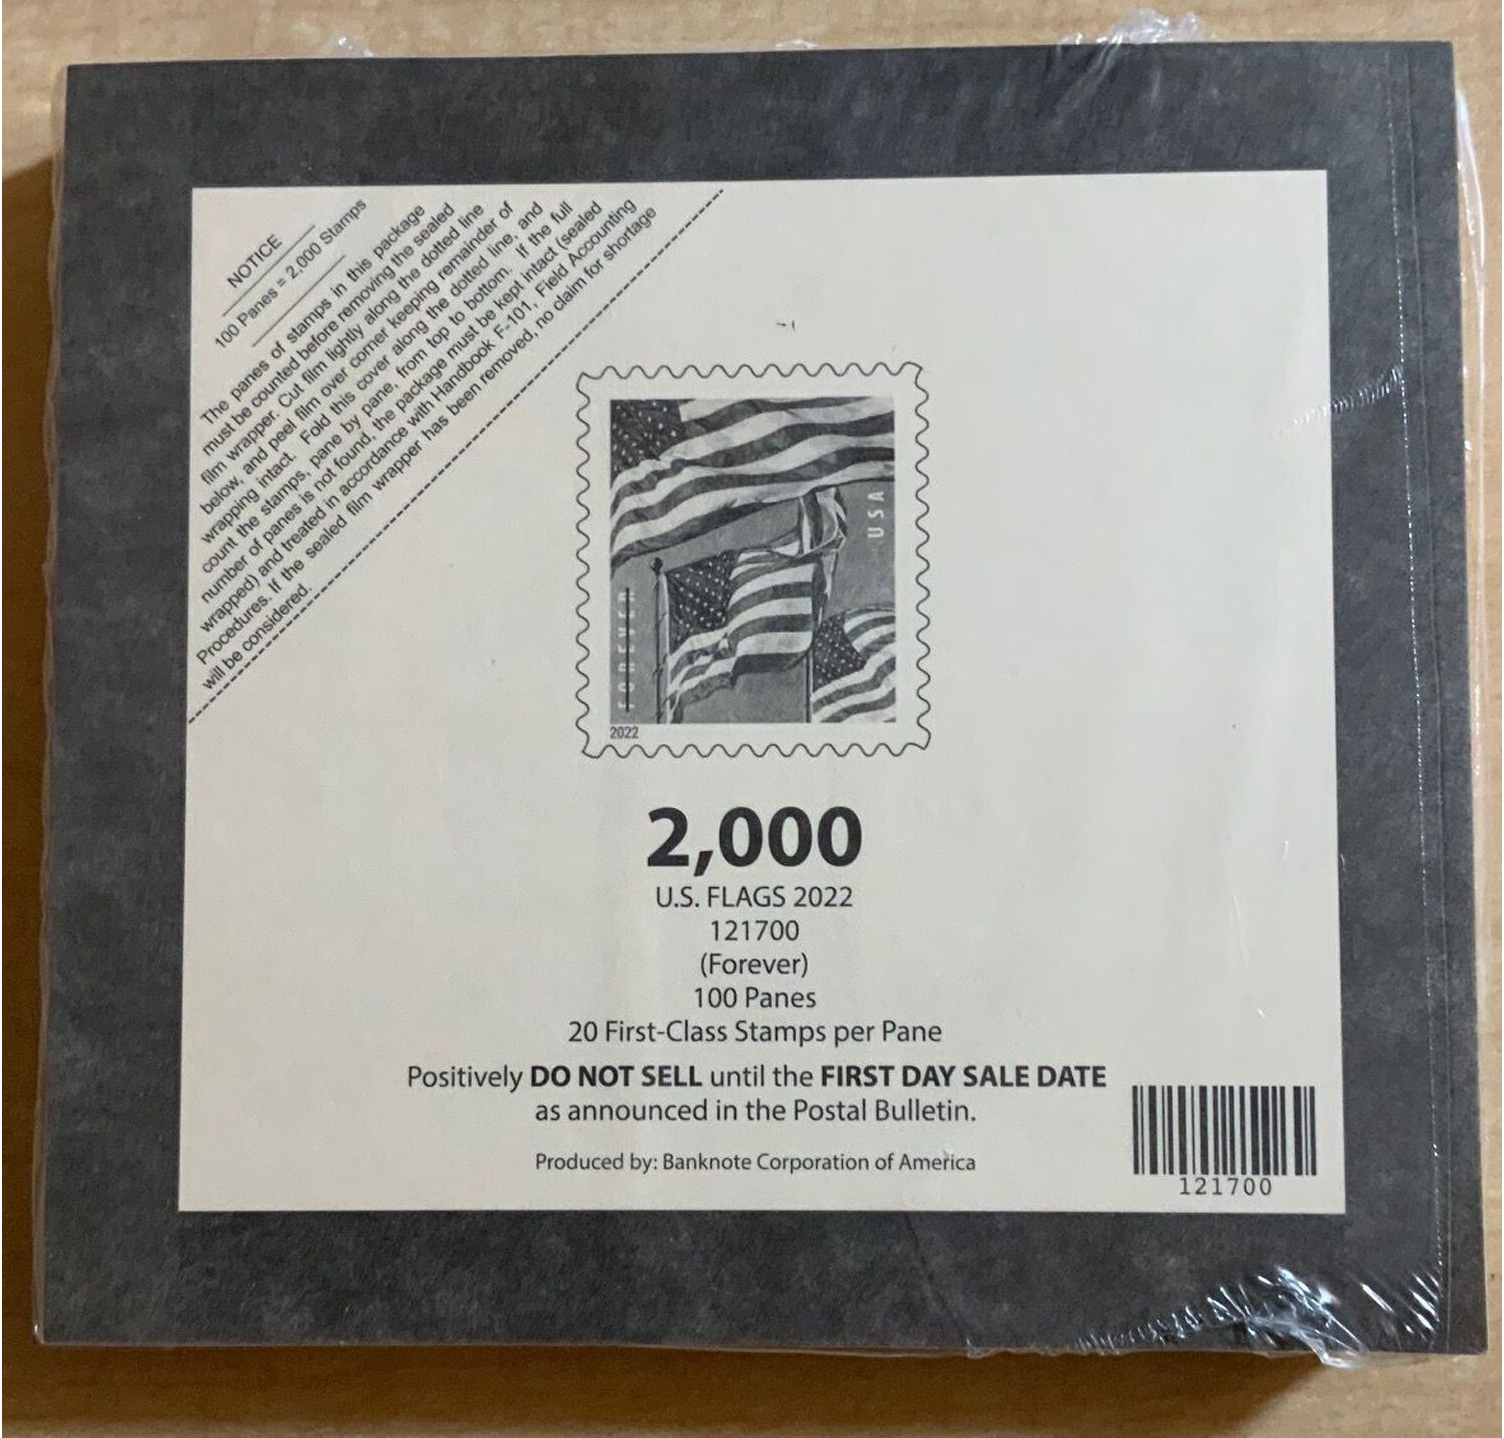 NOTICE
100 Panes = 2,000 Stamps
The panes of stamps in this package
must be counted before removing the sealed
film wrapper. Cut film lightly along the dotted line
below, and peel film over corner keeping remainder of
wrapping intact. Fold this cover along the dotted line, and
count the stamps, pane by pane, from top to bottom. If the full
number of panes is not found, the package must be kept intact (sealed
wrapped) and treated in accordance with Handbook F-101, Field Accounting
Procedures. If the sealed film wrapper has been removed, no claim for shortage
will be considered.
USA
FOREVER
2022
2,000
U.S. FLAGS 2022
121700
(Forever)
100 Panes
20 First-Class Stamps per Pane
Positively DO NOT SELL until the FIRST DAY SALE DATE
as announced in the Postal Bulletin.
Produced by: Banknote Corporation of America
121700